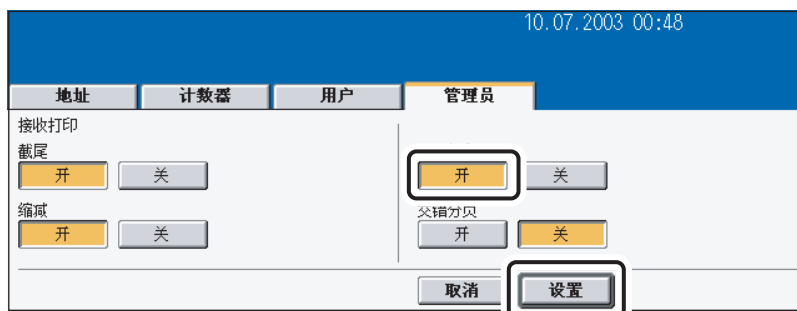 10.07.2003 00:48
地址 计数器 用户 管理员
接收打印
截尾
开 关
开 关
缩减
开 关
交错分页
开 关
取消 设置